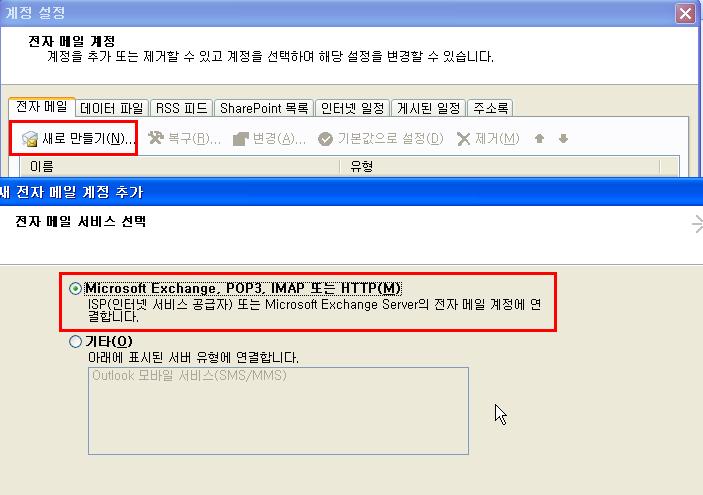 계정 설정
전자 메일 계정
계정을 추가 또는 제거할 수 있고 계정을 선택하여 해당 설정을 변경할 수 있습니다.
전자 메일 데이터 파일 RSS 피드 SharePoint 목록 인터넷 일정 게시된 일정 주소록
새로 만들기(N)... 복구(R)... 변경(A)... 기본값으로 설정(D) 제거(M)
이름 유형
새 전자 메일 계정 추가
전자 메일 서비스 선택
Microsoft Exchange, POP3, IMAP 또는 HTTP(M)
ISP(인터넷 서비스 공급자) 또는 Microsoft Exchange Server의 전자 메일 계정에 연
결합니다.
기타(O)
아래에 표시된 서버 유형에 연결합니다.
Outlook 모바일 서비스(SMS/MMS)